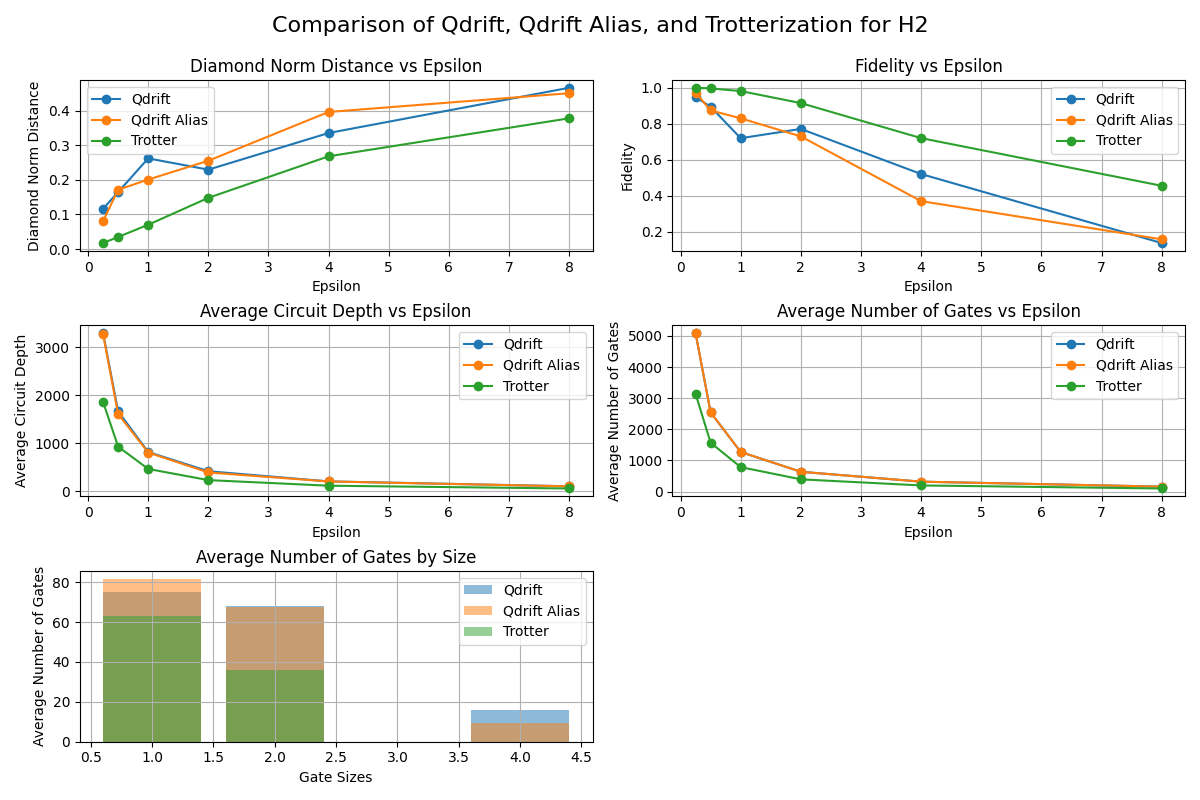 Comparison of Qdrift, Qdrift Alias, and Trotterization for H2
Diamond Norm Distance vs Epsilon
Diamond Norm Distance
0.4
0.3
0.2
0.1
0.0
Qdrift
Qdrift Alias
Trotter
0 1 2 3 4 5 6 7 8
Epsilon
Fidelity vs Epsilon
Fidelity
1.0
0.8
0.6
0.4
0.2
Qdrift
Qdrift Alias
Trotter
0 1 2 3 4 5 6 7 8
Epsilon
Average Circuit Depth vs Epsilon
Average Circuit Depth
3000
2000
1000
0
Qdrift
Qdrift Alias
Trotter
0 1 2 3 4 5 6 7 8
Epsilon
Average Number of Gates vs Epsilon
Average Number of Gates
5000
4000
3000
2000
1000
0
Qdrift
Qdrift Alias
Trotter
0 1 2 3 4 5 6 7 8
Epsilon
Average Number of Gates by Size
Average Number of Gates
80
60
40
20
0
Qdrift
Qdrift Alias
Trotter
0.5 1.0 1.5 2.0 2.5 3.0 3.5 4.0 4.5
Gate Sizes